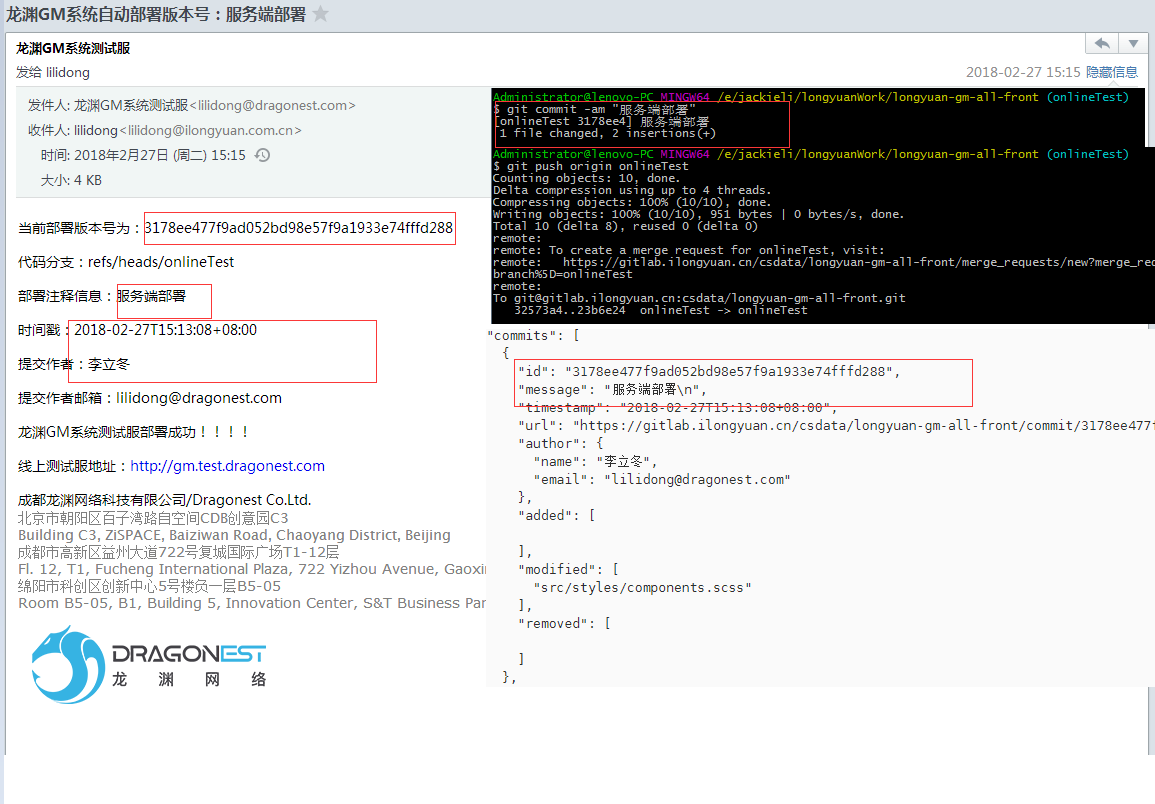 龙渊GM系统自动部署版本号：服务端部署
龙渊GM系统测试服
发给 lilidong
2018-02-27 15:15 隐藏信息
发件人: 龙渊GM系统测试服<lilidong@dragonest.com>
收件人: lilidong<lilidong@ilongyuan.com.cn>
时间: 2018年2月27日 (周二) 15:15
大小: 4 KB
当前部署版本号为：3178ee477f9ad052bd98e57f9a1933e74fffd288
代码分支：refs/heads/onlineTest
部署注释信息：服务端部署
时间戳：2018-02-27T15:13:08+08:00
提交作者：李立冬
提交作者邮箱：lilidong@dragonest.com
龙渊GM系统测试服部署成功！！！！
线上测试服地址：http://gm.test.dragonest.com
成都龙渊网络科技有限公司/Dragonest Co.Ltd.
北京市朝阳区百子湾路自空间CDB创意园C3
Building C3, ZiSPACE, Baiziwan Road, Chaoyang District, Beijing
成都市高新区益州大道722号复城国际广场T1-12层
Fl. 12, T1, Fucheng International Plaza, 722 Yizhou Avenue, Gaoxin
绵阳市科创区创新中心5号楼负一层B5-05
Room B5-05, B1, Building 5, Innovation Center, S&T Business Par
DRAGONEST
龙渊网络
Administrator@lenovo-PC MINGW64 /e/jackieli/longyuanWork/longyuan-gm-all-front (onlineTest)
$ git commit -am "服务端部署"
[onlineTest 3178ee4] 服务端部署
1 file changed, 2 insertions(+)
Administrator@lenovo-PC MINGW64 /e/jackieli/longyuanWork/longyuan-gm-all-front (onlineTest)
$ git push origin onlineTest
Counting objects: 10, done.
Delta compression using up to 4 threads.
Compressing objects: 100% (10/10), done.
Writing objects: 100% (10/10), 951 bytes | 0 bytes/s, done.
Total 10 (delta 8), reused 0 (delta 0)
remote:
remote: To create a merge request for onlineTest, visit:
remote:   https://gitlab.ilongyuan.cn/csdata/longyuan-gm-all-front/merge_requests/new?merge_req
branch%5D=onlineTest
remote:
To git@gitlab.ilongyuan.cn:csdata/longyuan-gm-all-front.git
32573a4..23b6e24  onlineTest -> onlineTest
"commits": [
{
"id": "3178ee477f9ad052bd98e57f9a1933e74fffd288",
"message": "服务端部署\n",
"timestamp": "2018-02-27T15:13:08+08:00",
"url": "https://gitlab.ilongyuan.cn/csdata/longyuan-gm-all-front/commit/3178ee477f
"author": {
"name": "李立冬",
"email": "lilidong@dragonest.com"
},
"added": [
],
"modified": [
"src/styles/components.scss"
],
"removed": [
]
},